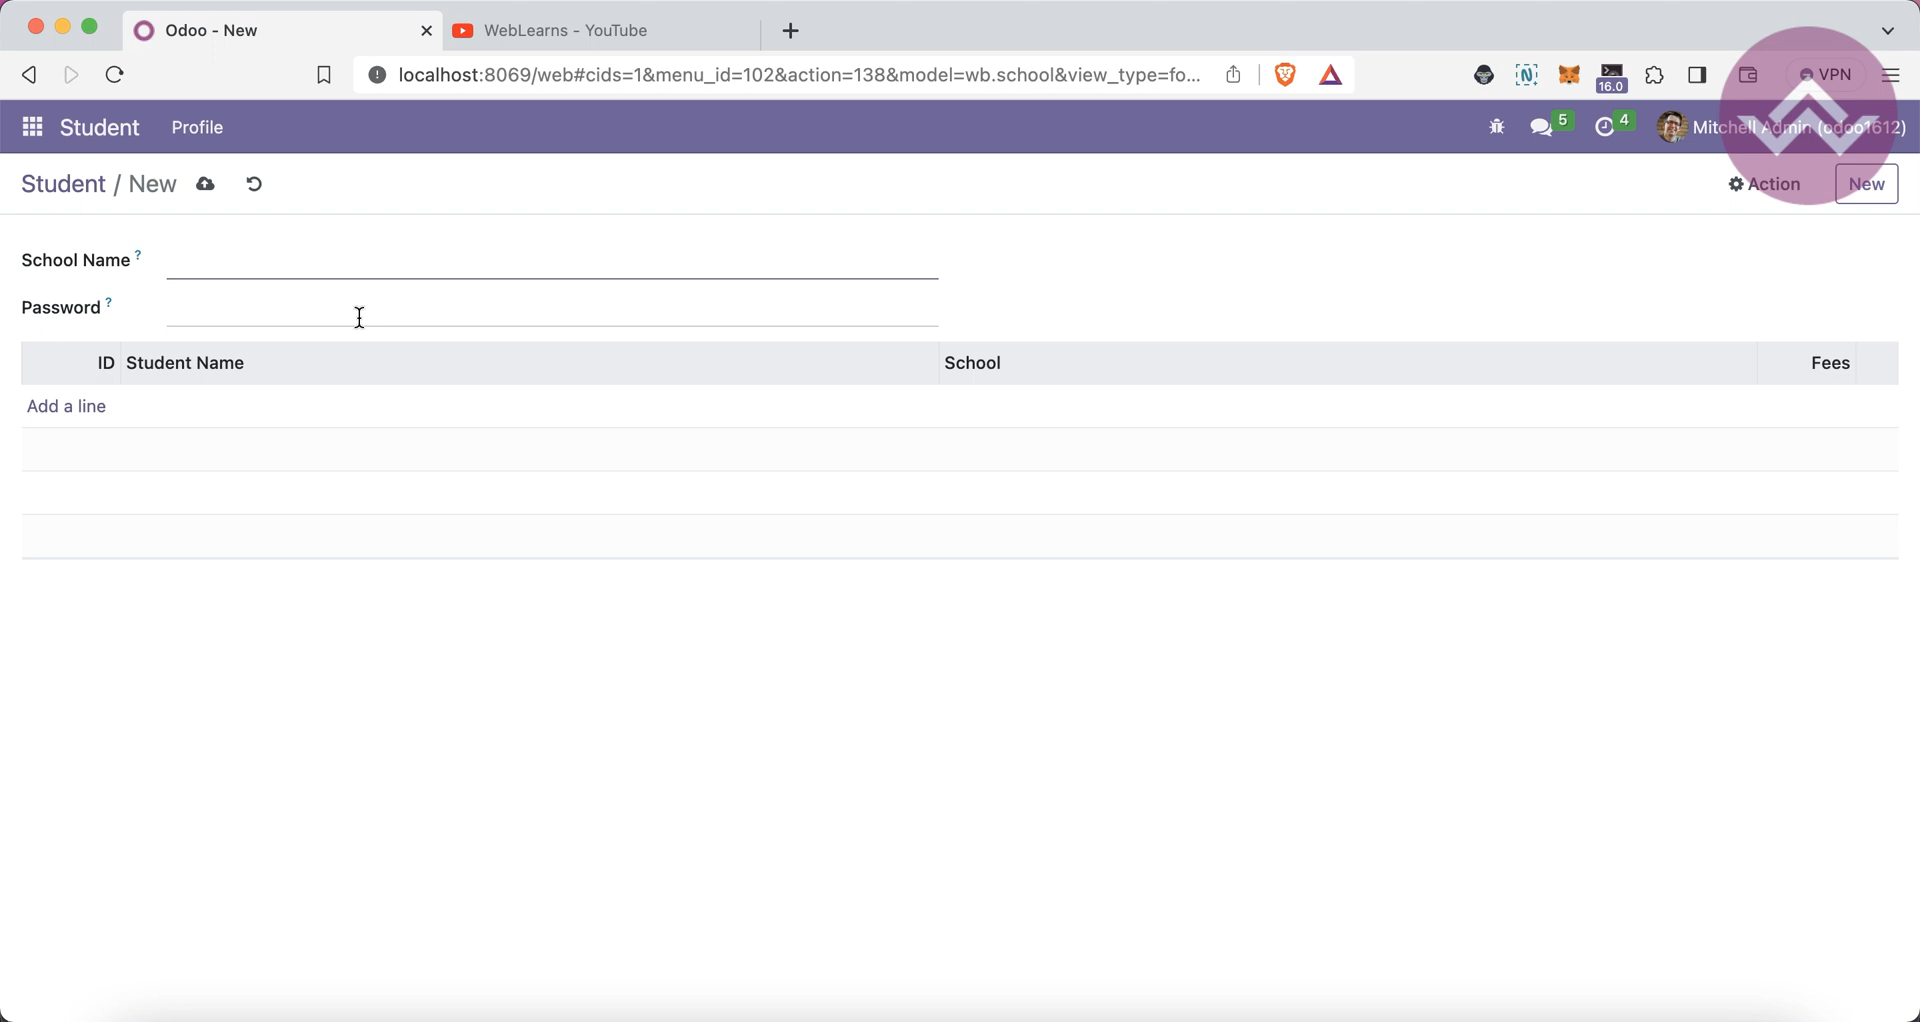 Odoo - New
WebLearns - YouTube
localhost:8069/web#cids=1&menu_id=102&action=138&model=wb.school&view_type=fo...
16.0
VPN
Student Profile
5
4
Mitchell Admin (odoo1612)
Student / New
Action
New
School Name ?
Password ?
ID Student Name School Fees
Add a line